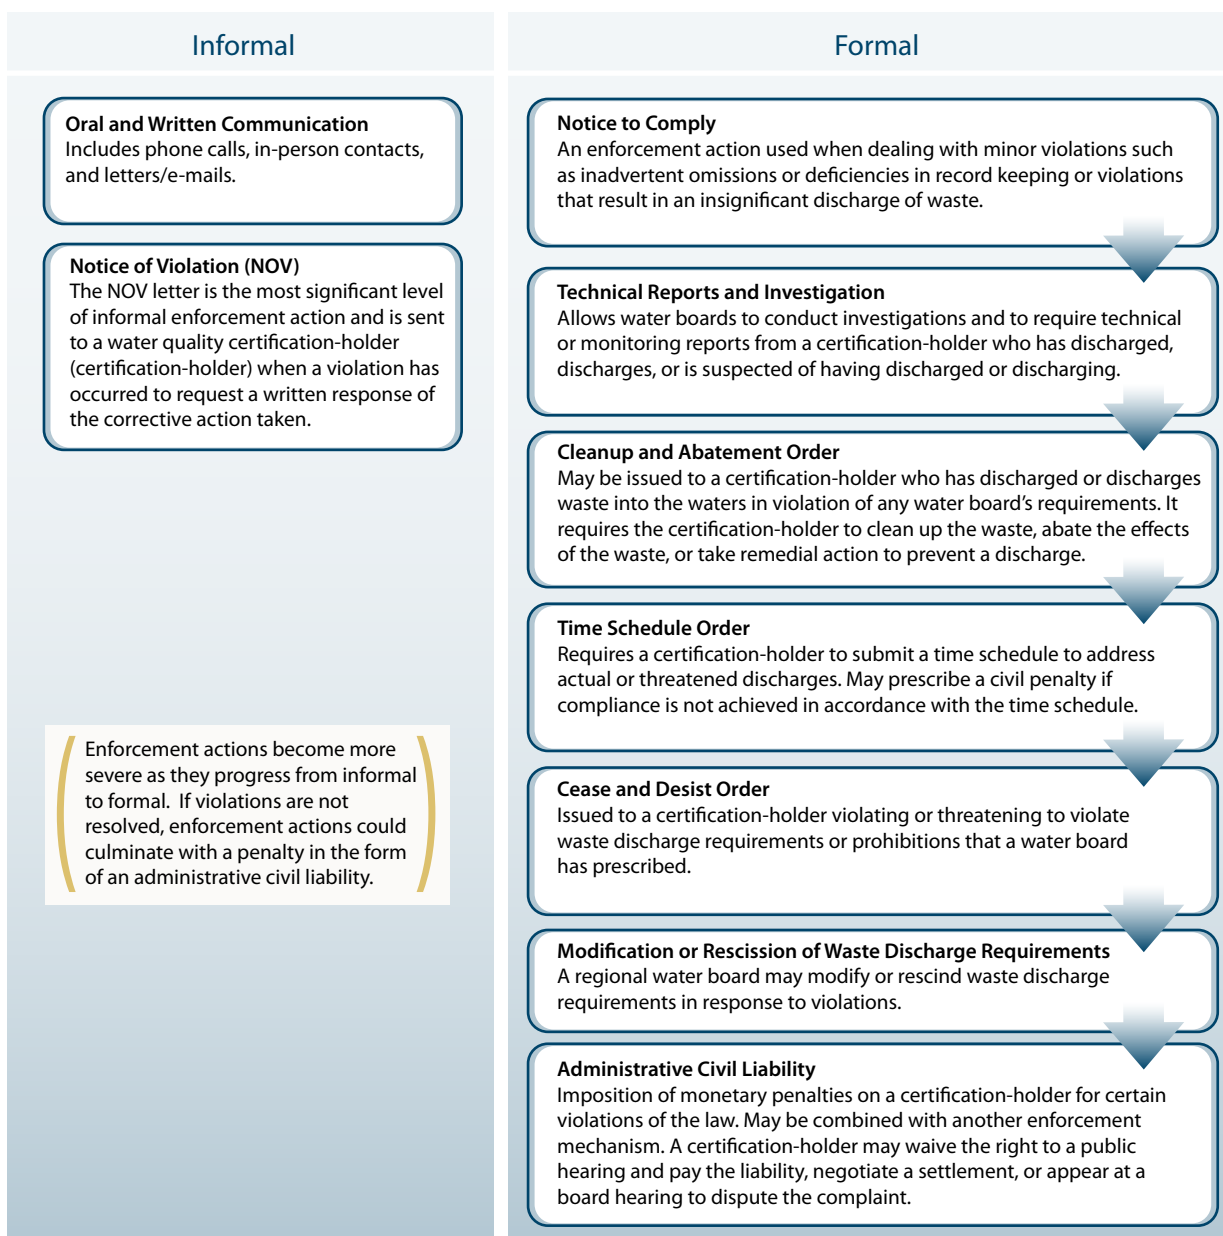 Informal
Oral and Written Communication
Includes phone calls, in-person contacts,
and letters/e-mails.
Notice of Violation (NOV)
The NOV letter is the most significant level
of informal enforcement action and is sent
to a water quality certification-holder
(certification-holder) when a violation has
occurred to request a written response of
the corrective action taken.
Enforcement actions become more
severe as they progress from informal
to formal.  If violations are not
resolved, enforcement actions could
culminate with a penalty in the form
of an administrative civil liability.
Formal
Notice to Comply
An enforcement action used when dealing with minor violations such
as inadvertent omissions or deficiencies in record keeping or violations
that result in an insignificant discharge of waste.
Technical Reports and Investigation
Allows water boards to conduct investigations and to require technical
or monitoring reports from a certification-holder who has discharged,
discharges, or is suspected of having discharged or discharging.
Cleanup and Abatement Order
May be issued to a certification-holder who has discharged or discharges
waste into the waters in violation of any water board's requirements. It
requires the certification-holder to clean up the waste, abate the effects
of the waste, or take remedial action to prevent a discharge.
Time Schedule Order
Requires a certification-holder to submit a time schedule to address
actual or threatened discharges. May prescribe a civil penalty if
compliance is not achieved in accordance with the time schedule.
Cease and Desist Order
Issued to a certification-holder violating or threatening to violate
waste discharge requirements or prohibitions that a water board
has prescribed.
Modification or Rescission of Waste Discharge Requirements
A regional water board may modify or rescind waste discharge
requirements in response to violations.
Administrative Civil Liability
Imposition of monetary penalties on a certification-holder for certain
violations of the law. May be combined with another enforcement
mechanism. A certification-holder may waive the right to a public
hearing and pay the liability, negotiate a settlement, or appear at a
board hearing to dispute the complaint.